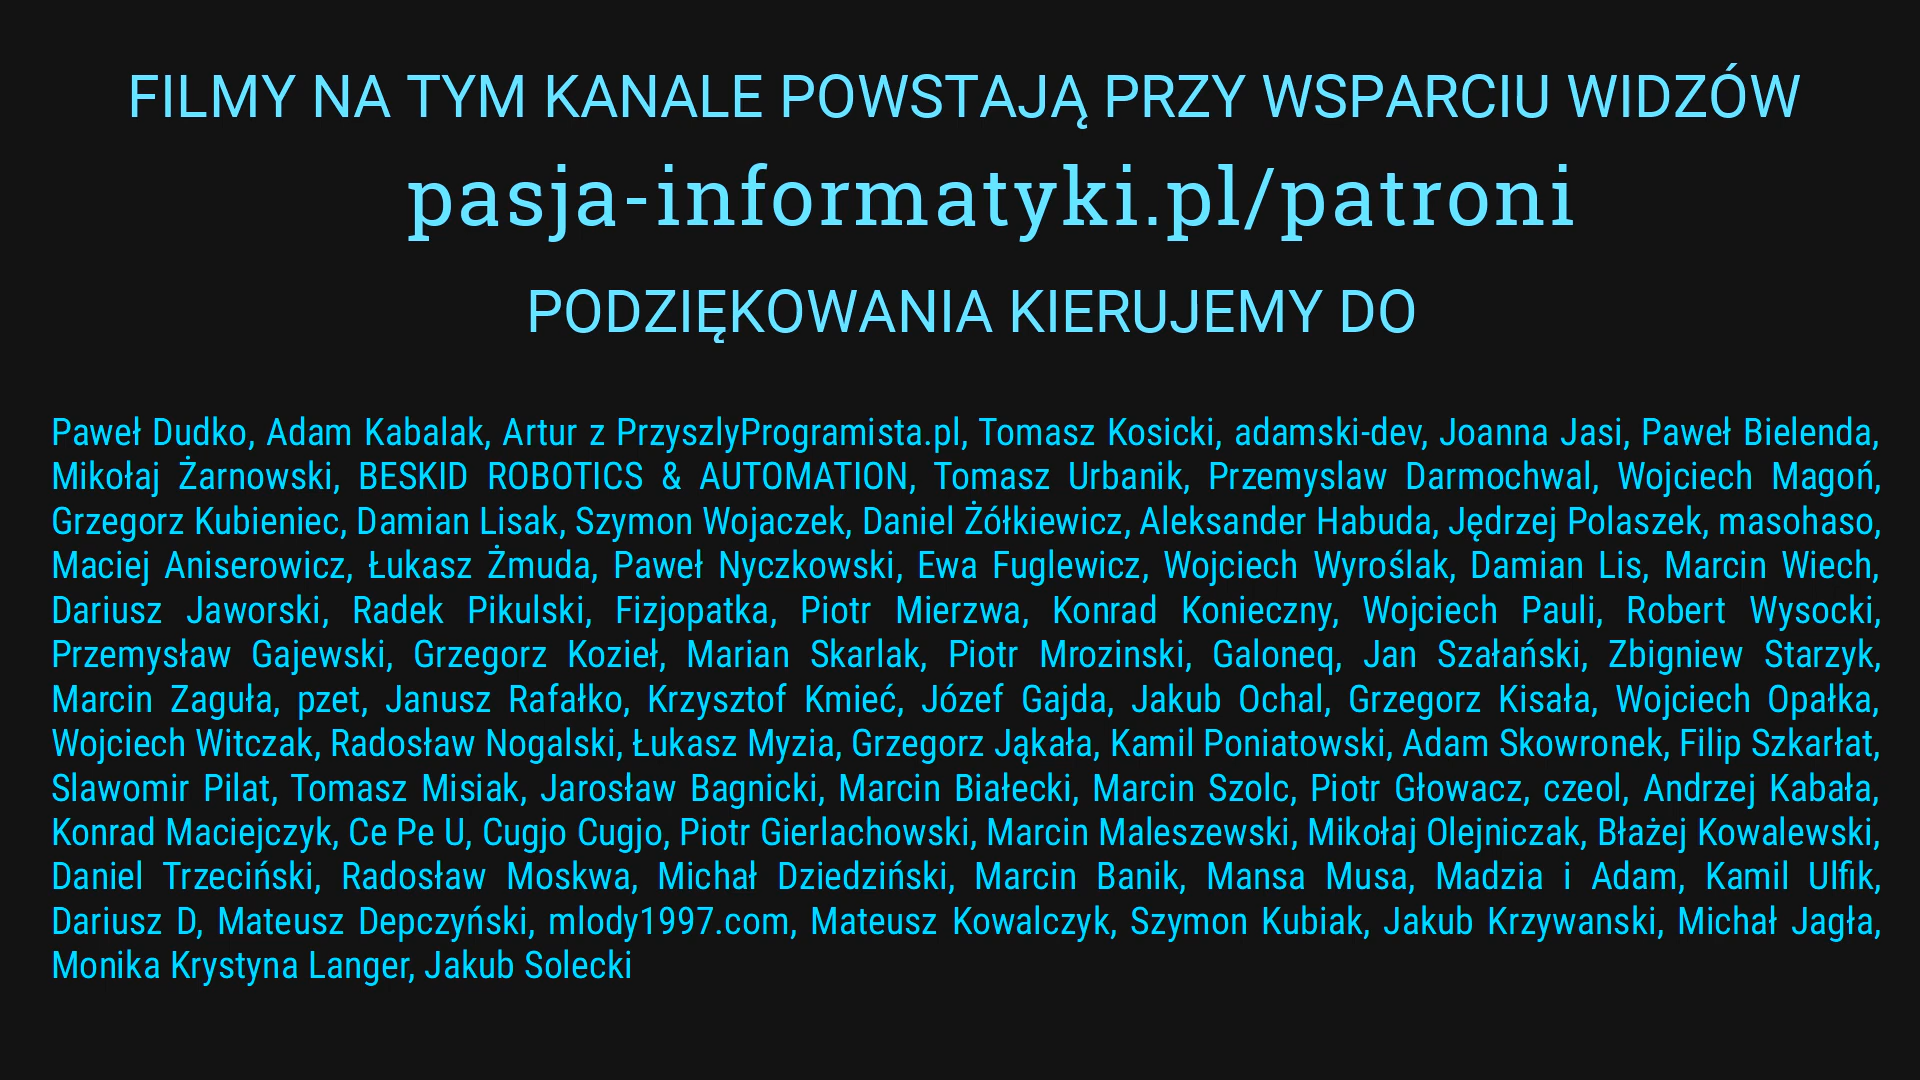 FILMY NA TYM KANALE POWSTAJĄ PRZY WSPARCIU WIDZÓW
pasja-informatyki.pl/patroni
PODZIĘKOWANIA KIERUJEMY DO
Paweł Dudko, Adam Kabalak, Artur z PrzyszlyProgramista.pl, Tomasz Kosicki, adamski-dev, Joanna Jasi, Paweł Bielenda,
Mikołaj Żarnowski, BESKID ROBOTICS & AUTOMATION, Tomasz Urbanik, Przemyslaw Darmochwal, Wojciech Magoń,
Grzegorz Kubieniec, Damian Lisak, Szymon Wojaczek, Daniel Żółkiewicz, Aleksander Habuda, Jędrzej Polaszek, masohaso,
Maciej Aniserowicz, Łukasz Żmuda, Paweł Nyczkowski, Ewa Fuglewicz, Wojciech Wyroślak, Damian Lis, Marcin Wiech,
Dariusz Jaworski, Radek Pikulski, Fizjopatka, Piotr Mierzwa, Konrad Konieczny, Wojciech Pauli, Robert Wysocki,
Przemysław Gajewski, Grzegorz Kozieł, Marian Skarlak, Piotr Mrozinski, Galoneq, Jan Szałański, Zbigniew Starzyk,
Marcin Zaguła, pzet, Janusz Rafałko, Krzysztof Kmieć, Józef Gajda, Jakub Ochal, Grzegorz Kisała, Wojciech Opałka,
Wojciech Witczak, Radosław Nogalski, Łukasz Myzia, Grzegorz Jąkała, Kamil Poniatowski, Adam Skowronek, Filip Szkarłat,
Slawomir Pilat, Tomasz Misiak, Jarosław Bagnicki, Marcin Białecki, Marcin Szolc, Piotr Głowacz, czeol, Andrzej Kabała,
Konrad Maciejczyk, Ce Pe U, Cugjo Cugjo, Piotr Gierlachowski, Marcin Maleszewski, Mikołaj Olejniczak, Błażej Kowalewski,
Daniel Trzeciński, Radosław Moskwa, Michał Dziedziński, Marcin Banik, Mansa Musa, Madzia i Adam, Kamil Ulfik,
Dariusz D, Mateusz Depczyński, mlody1997.com, Mateusz Kowalczyk, Szymon Kubiak, Jakub Krzywanski, Michał Jagła,
Monika Krystyna Langer, Jakub Solecki